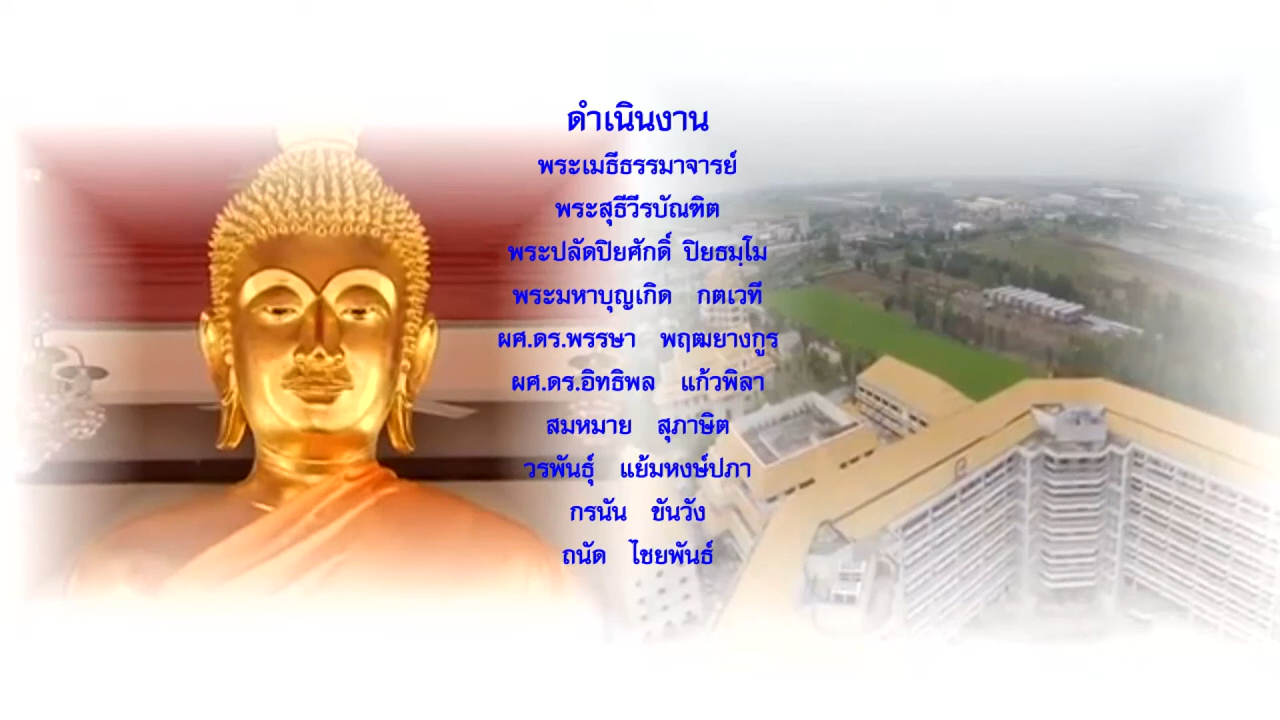 ดำเนินงาน
พระเมธีธรรมาจารย์
พระสุธีวีรบัณฑิต
พระปลัดปิยศักดิ์ ปิยธมฺโม
พระมหาบุญเกิด กตเวที
ผศ.ดร.พรรษา พฤฒยางกูร
ผศ.ดร.อิทธิพล แก้วพิลา
สมหมาย สุภาษิต
วรพันธุ์ แย้มหงษ์ปภา
กรนัน ขันวัง
ถนัด ไชยพันธ์